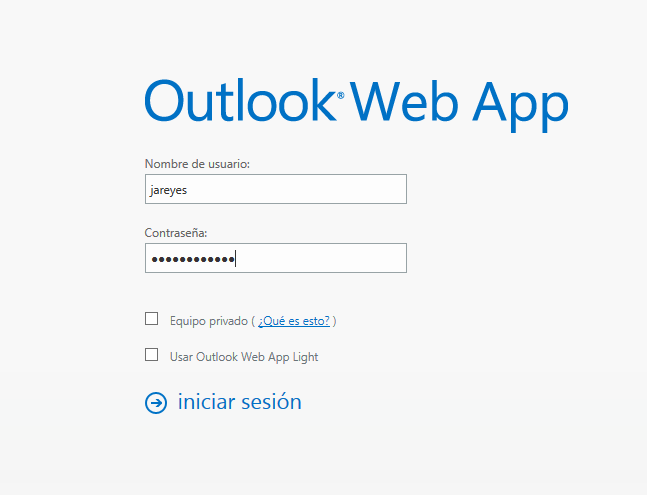 Outlook® Web App
Nombre de usuario:
jareyes
Contraseña:
••••••••••••
Equipo privado ( ¿Qué es esto? )
Usar Outlook Web App Light
iniciar sesión